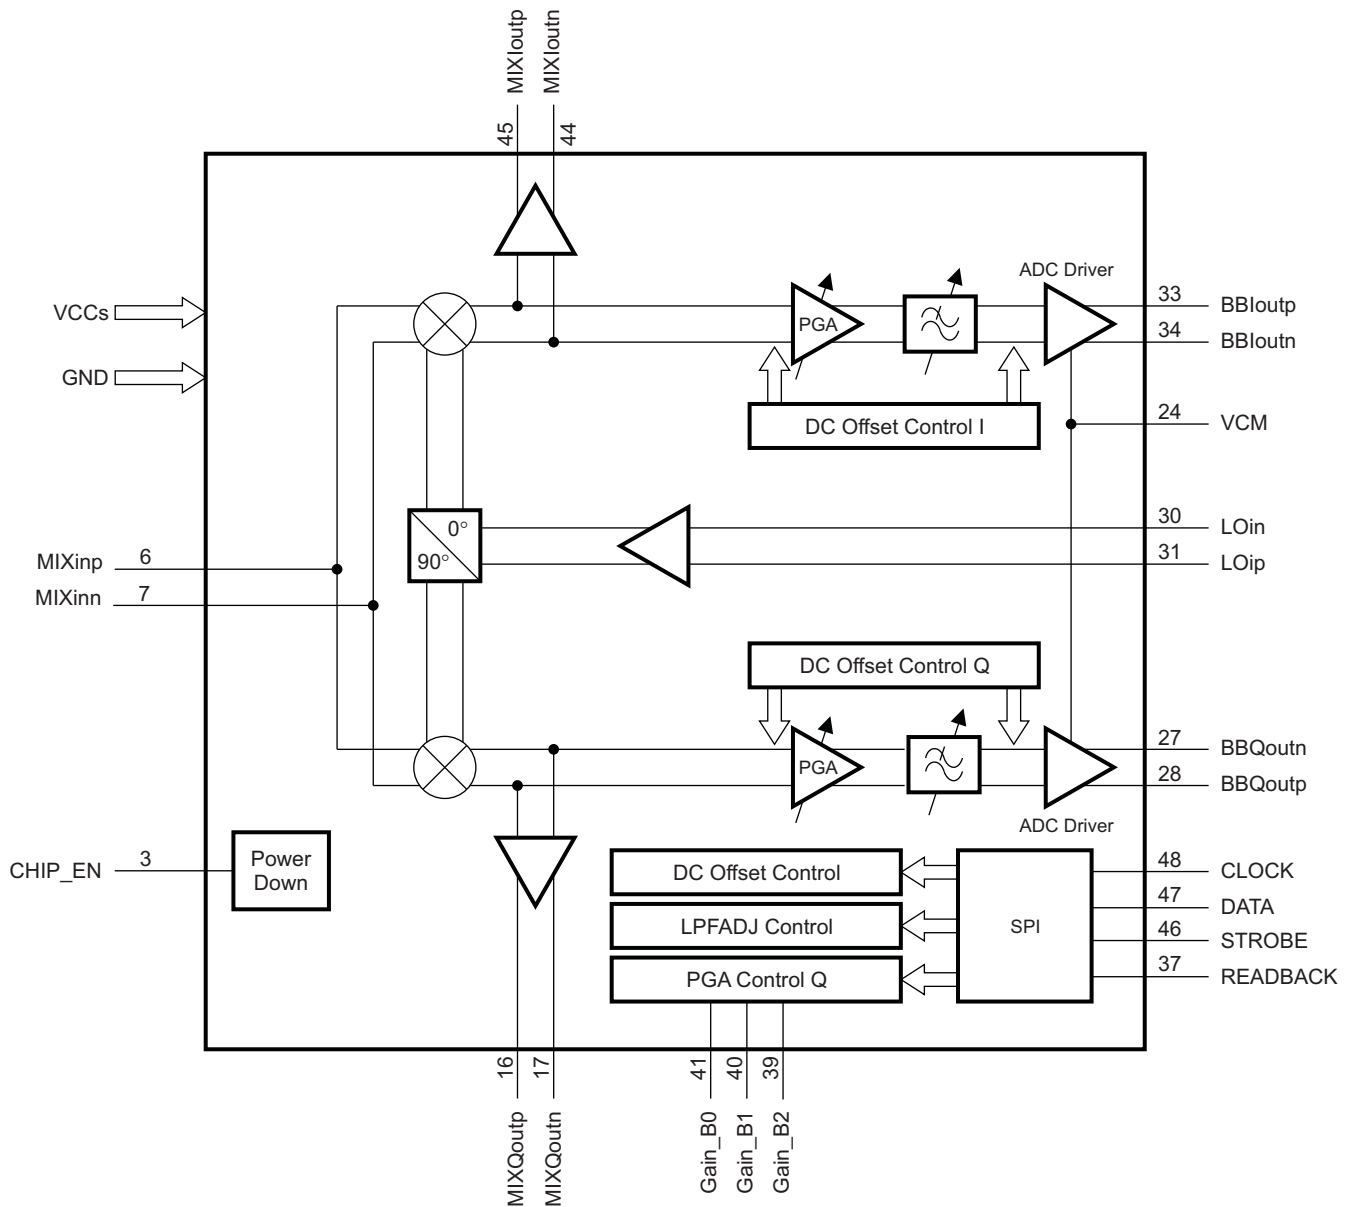 MIXIoutp
MIXIoutn
45
44
ADC Driver
VCCs
33
BBIoutp
PGA
34
BBIoutn
GND
DC Offset Control I
24
VCM
0°
90°
30
LOin
31
LOip
MIXinp
6
MIXinn
7
DC Offset Control Q
27
BBQoutn
PGA
28
BBQoutp
ADC Driver
CHIP_EN
3
Power
Down
DC Offset Control
LPFADJ Control
PGA Control Q
SPI
48
CLOCK
47
DATA
46
STROBE
37
READBACK
16
17
41
40
39
MIXQoutp
MIXQoutn
Gain_B0
Gain_B1
Gain_B2